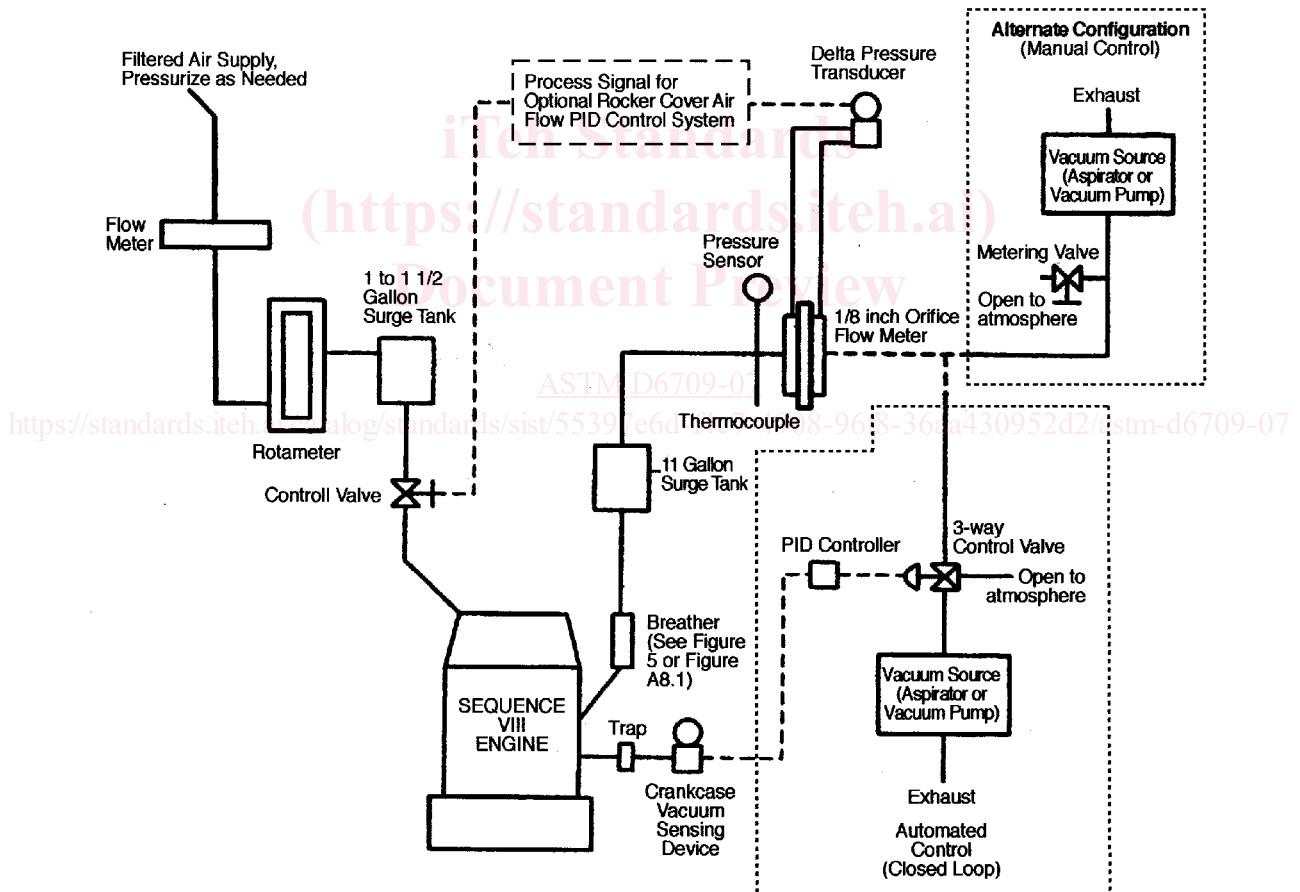 Filtered Air Supply,
Pressurize as Needed
Flow
Meter
1 to 1 1/2
Gallon
Surge Tank
Rotameter
Controll Valve
Process Signal for
Optional Rocker Cover Air
Flow PID Control System
Delta Pressure
Transducer
Pressure
Sensor
1/8 inch Orifice
Flow Meter
Thermocouple
11 Gallon
Surge Tank
Breather
(See Figure
5 or Figure
A8.1)
SEQUENCE
VIII
ENGINE
Trap
Crankcase
Vacuum
Sensing
Device
Alternate Configuration
(Manual Control)
Exhaust
Vacuum Source
(Aspirator or
Vacuum Pump)
Metering Valve
Open to
atmosphere
PID Controller
3-way
Control Valve
Open to
atmosphere
Vacuum Source
(Aspirator or
Vacuum Pump)
Exhaust
Automated
Control
(Closed Loop)
iTeh Standards
(https://standards.iteh.ai)
Document Preview
ASTM D6709-07